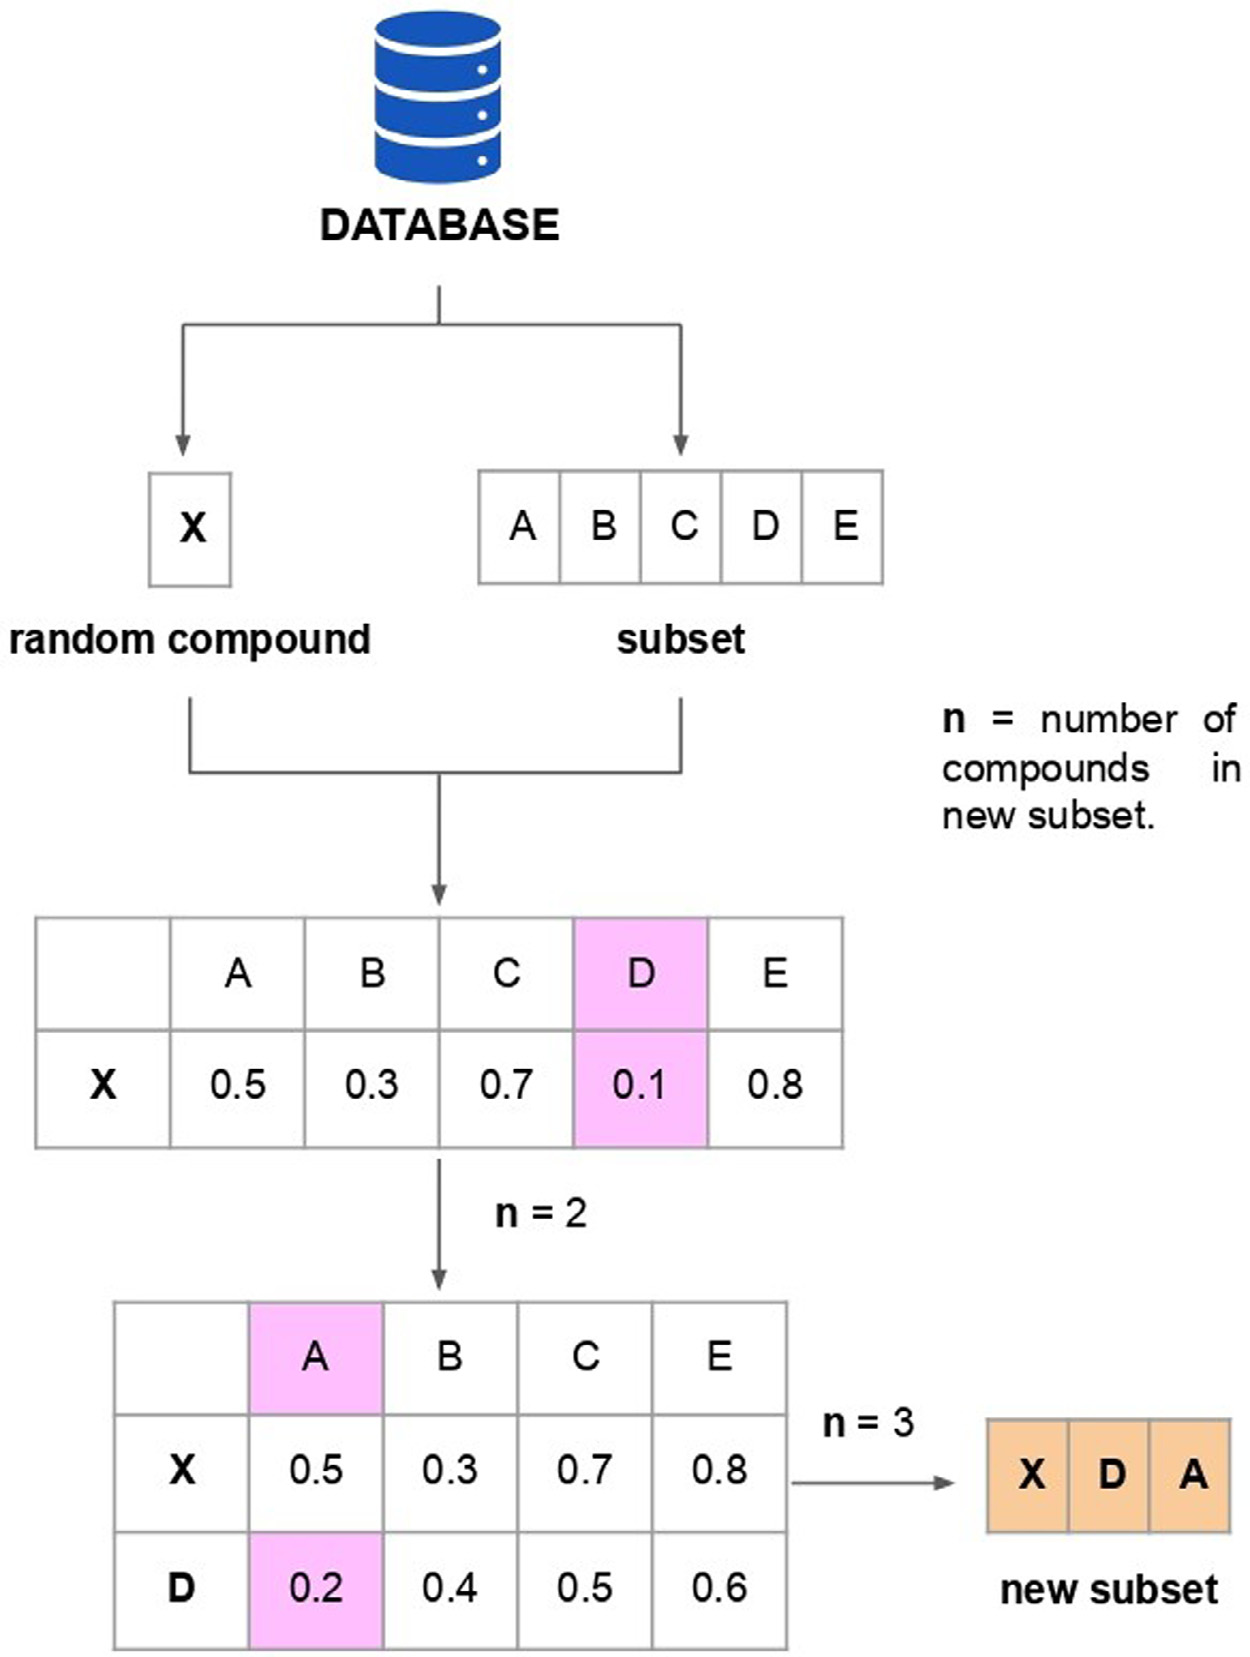 DATABASE
X
A B C D E
random compound
subset
n = number of
compounds in
new subset.
A B C D E
X 0.5 0.3 0.7 0.1 0.8
n = 2
A B C E
X 0.5 0.3 0.7 0.8
D 0.2 0.4 0.5 0.6
n = 3
X D A
new subset